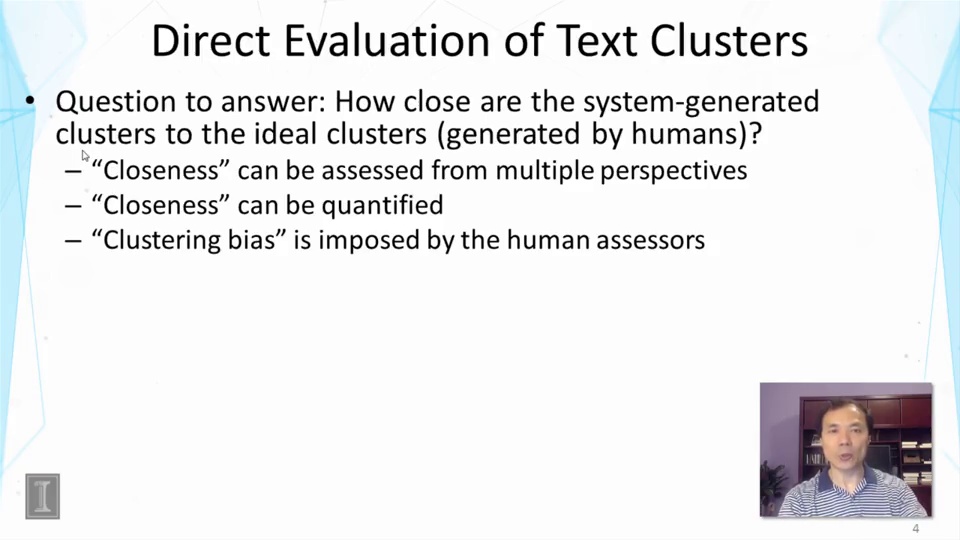 Direct Evaluation of Text Clusters
• Question to answer: How close are the system-generated
clusters to the ideal clusters (generated by humans)?
– “Closeness” can be assessed from multiple perspectives
– “Closeness” can be quantified
– “Clustering bias” is imposed by the human assessors
I
4